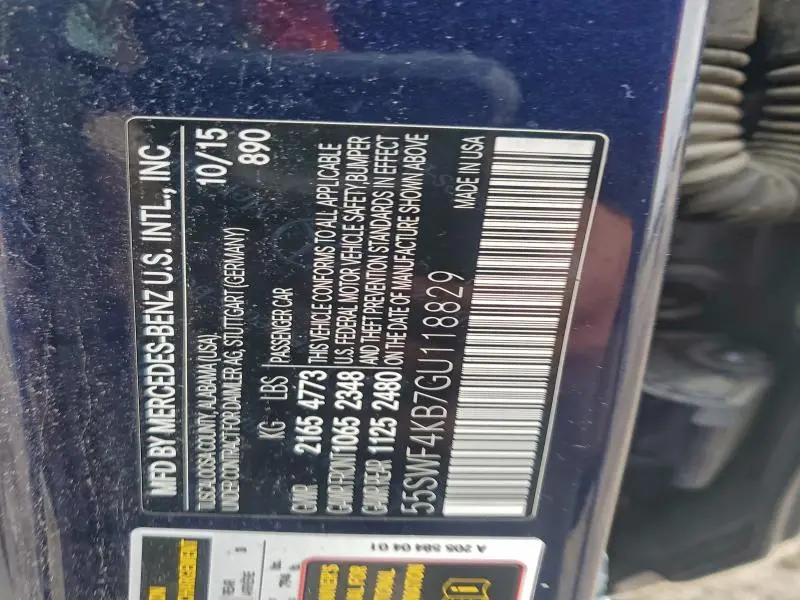 MFD BY MERCEDES-BENZ U.S. INTL., INC
TUSCALOOSA COUNTY, ALABAMA (USA)
UNDER CONTRACT FOR DAIMLER AG, STUTTGART (GERMANY)
10/15
890
KG LBS PASSENGER CAR
GVWR 2165 4773
GAWR FRONT 1065 2348
GAWR REAR 1125 2480
THIS VEHICLE CONFORMS TO ALL APPLICABLE
U.S. FEDERAL MOTOR VEHICLE SAFETY, BUMPER
AND THEFT PREVENTION STANDARDS IN EFFECT
ON THE DATE OF MANUFACTURE SHOWN ABOVE
55SWF4KB7GU118829
MADE IN USA
A 205 584 04 01